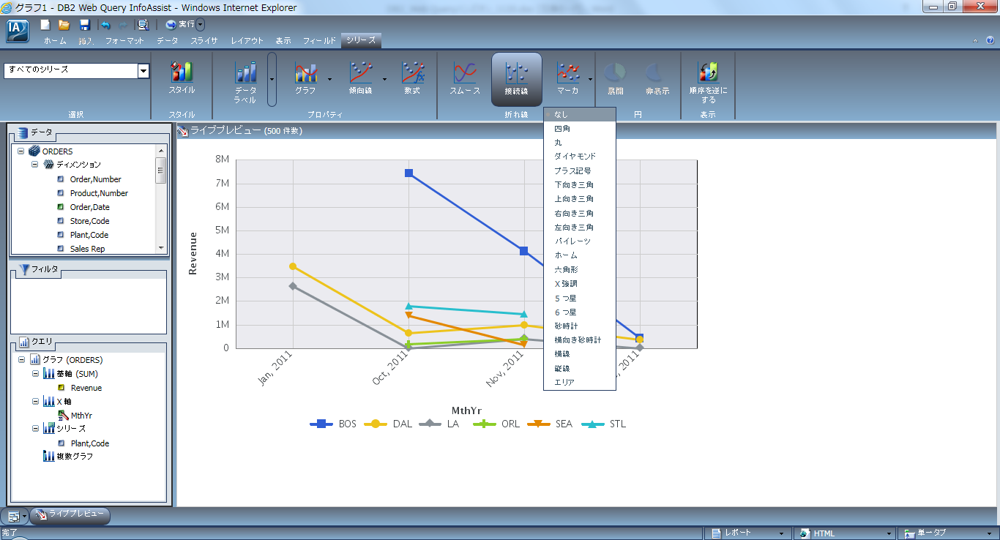 グラフ1 - DB2 Web Query InfoAssist - Windows Internet Explorer
IA
実行
ホーム 挿入 フォーマット データ スライサ レイアウト 表示 フィールド シリーズ
すべてのシリーズ
スタイル
データ
ラベル
グラフ
傾向線
数式
スムース
接続線
マーカ
展開
非表示
順序を逆に
する
選択 スタイル プロパティ 折れ線 円 表示
なし
四角
丸
ダイヤモンド
プラス記号
下向き三角
上向き三角
右向き三角
左向き三角
パイレーツ
ホーム
六角形
X 強調
5 つ星
6 つ星
砂時計
横向き砂時計
横線
縦線
エリア
データ
ORDERS
ディメンション
Order,Number
Product,Number
Order,Date
Store,Code
Plant,Code
Sales Rep
フィルタ
クエリ
グラフ (ORDERS)
基軸 (SUM)
Revenue
X 軸
MthYr
シリーズ
Plant,Code
複数グラフ
ライブプレビュー (500 件数)
8M
7M
6M
5M
4M
3M
2M
1M
0
Revenue
Jan, 2011
Oct, 2011
Nov, 2011
, 2011
MthYr
BOS DAL LA ORL SEA STL
ライブプレビュー
完了
レポート
HTML
単一タブ